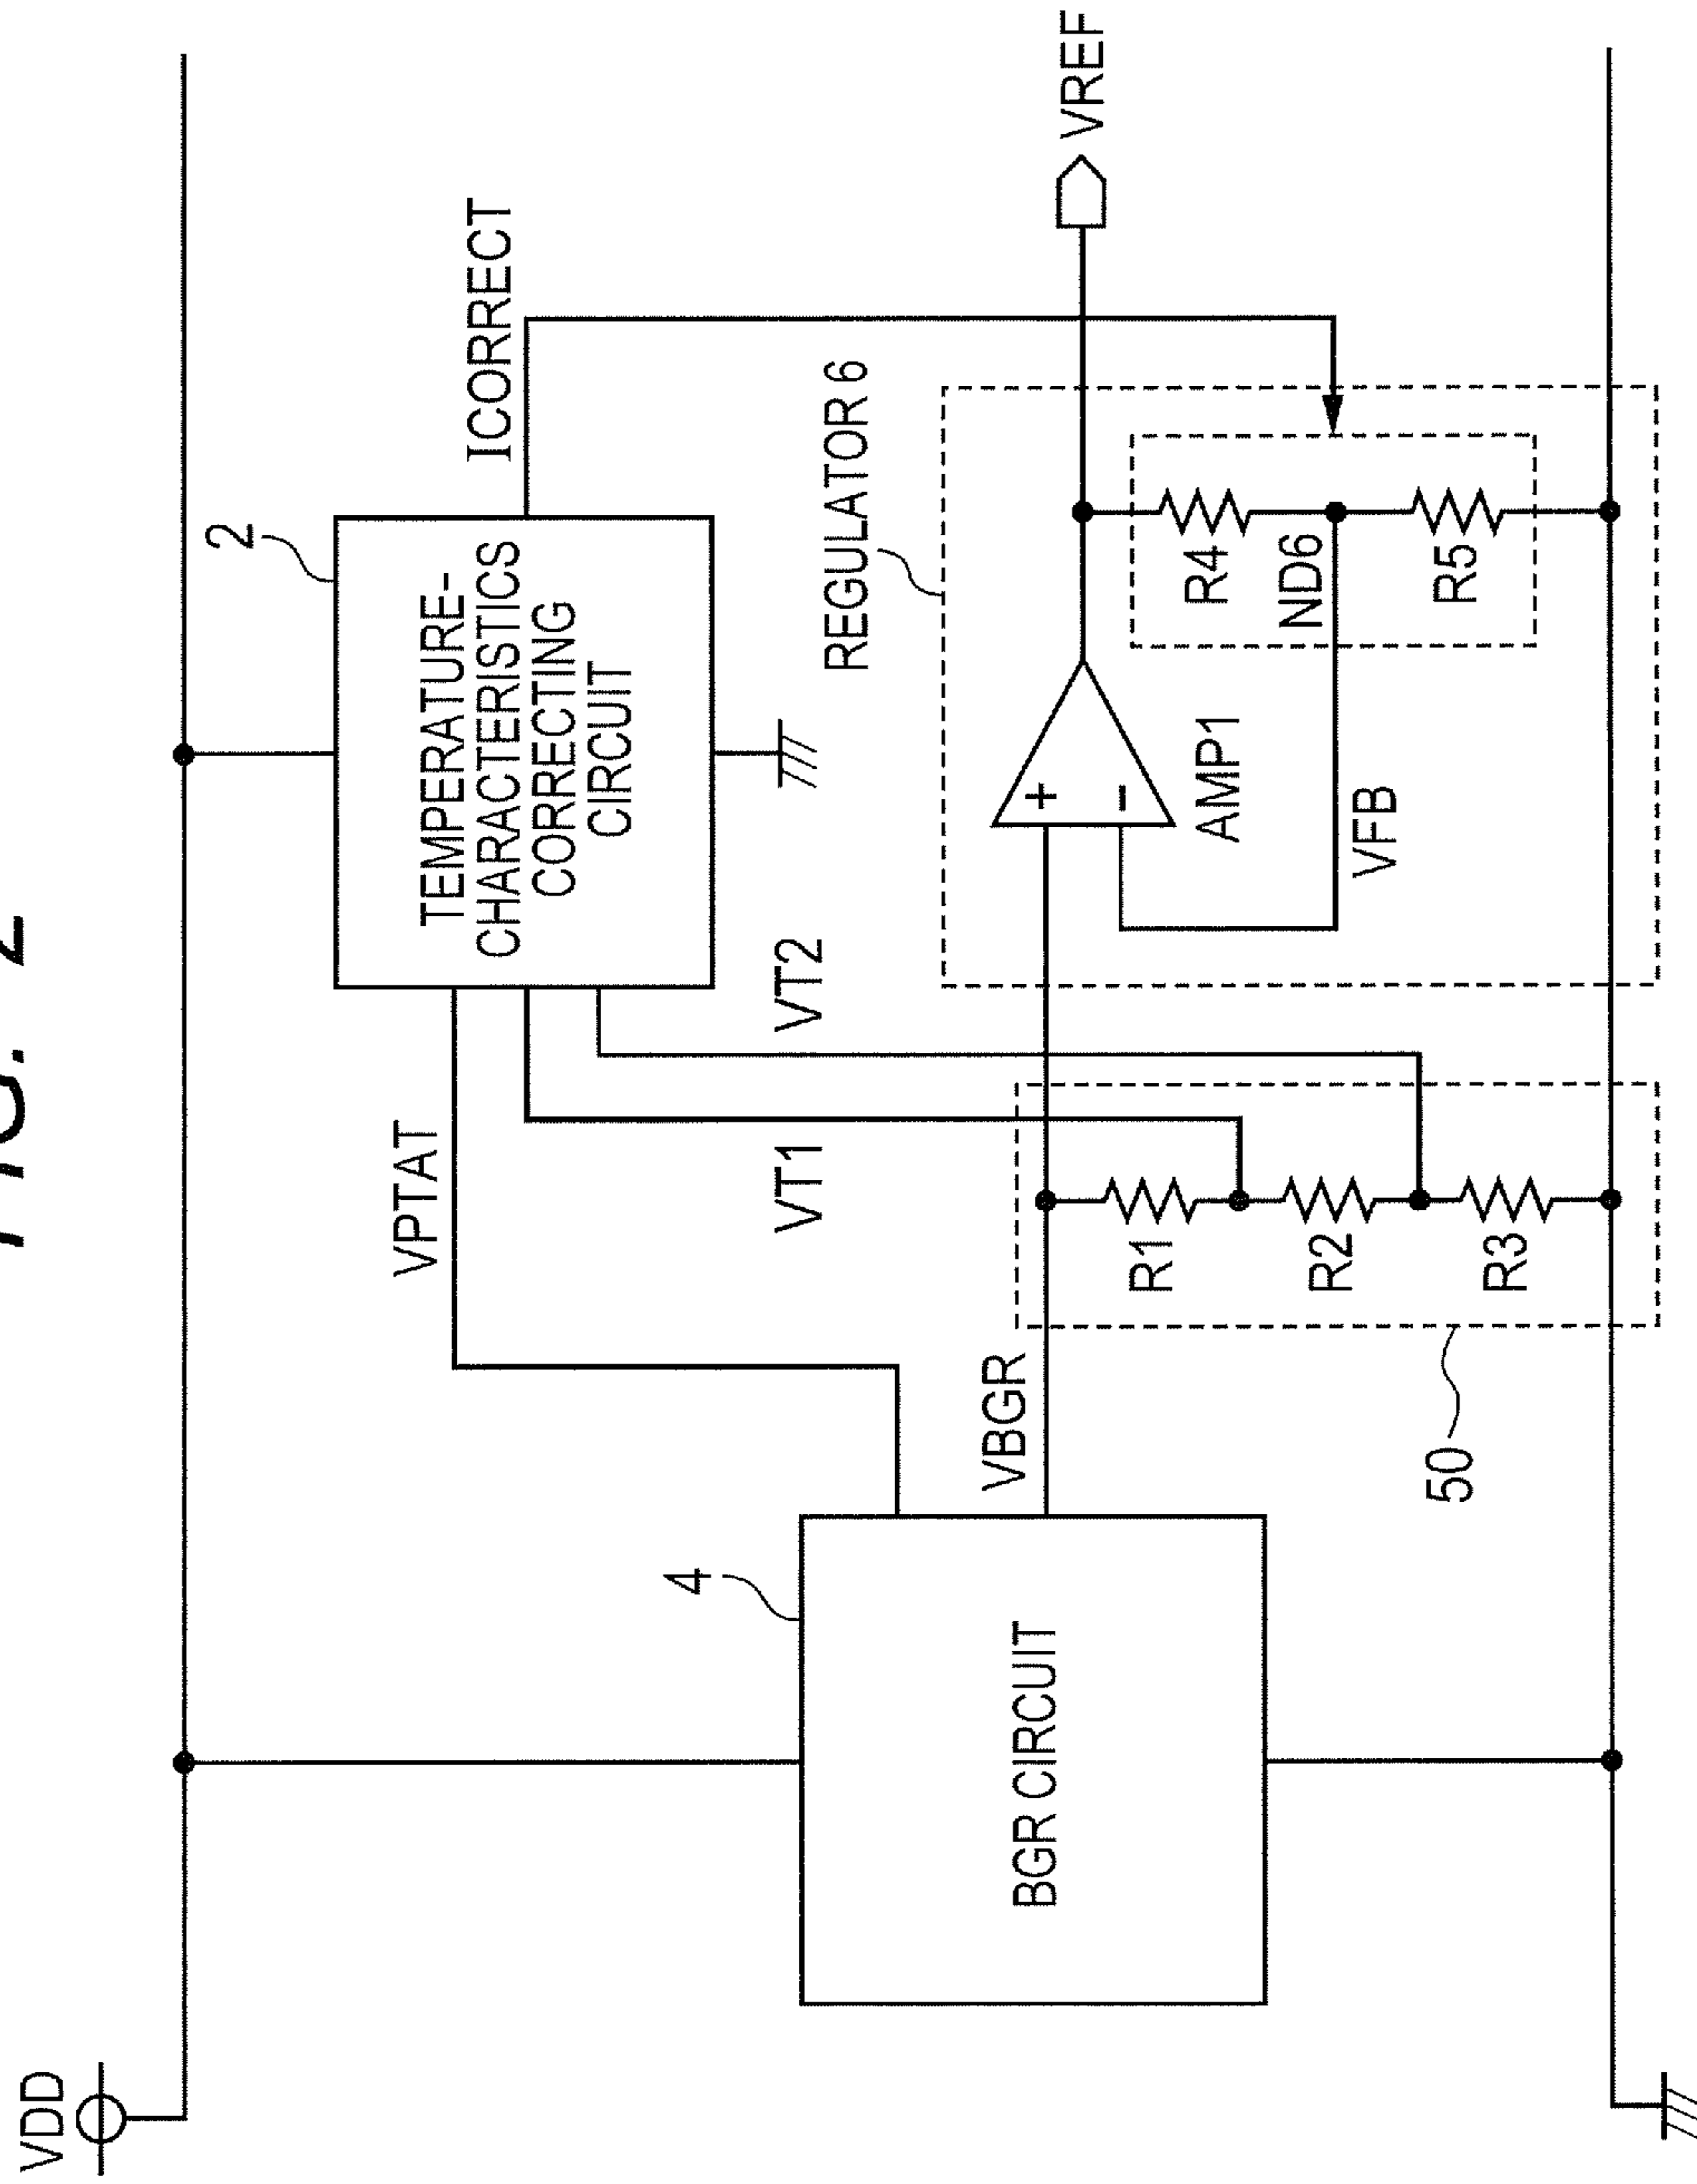 FIG. 2
VDD
2
TEMPERATURE-
CHARACTERISTICS
CORRECTING
CIRCUIT
ICORRECT
VPTAT
VT1
VT2
REGULATOR 6
4
BGR CIRCUIT
VBGR
+
-
AMP1
VREF
R1
R2
R3
R4
ND6
R5
VFB
50